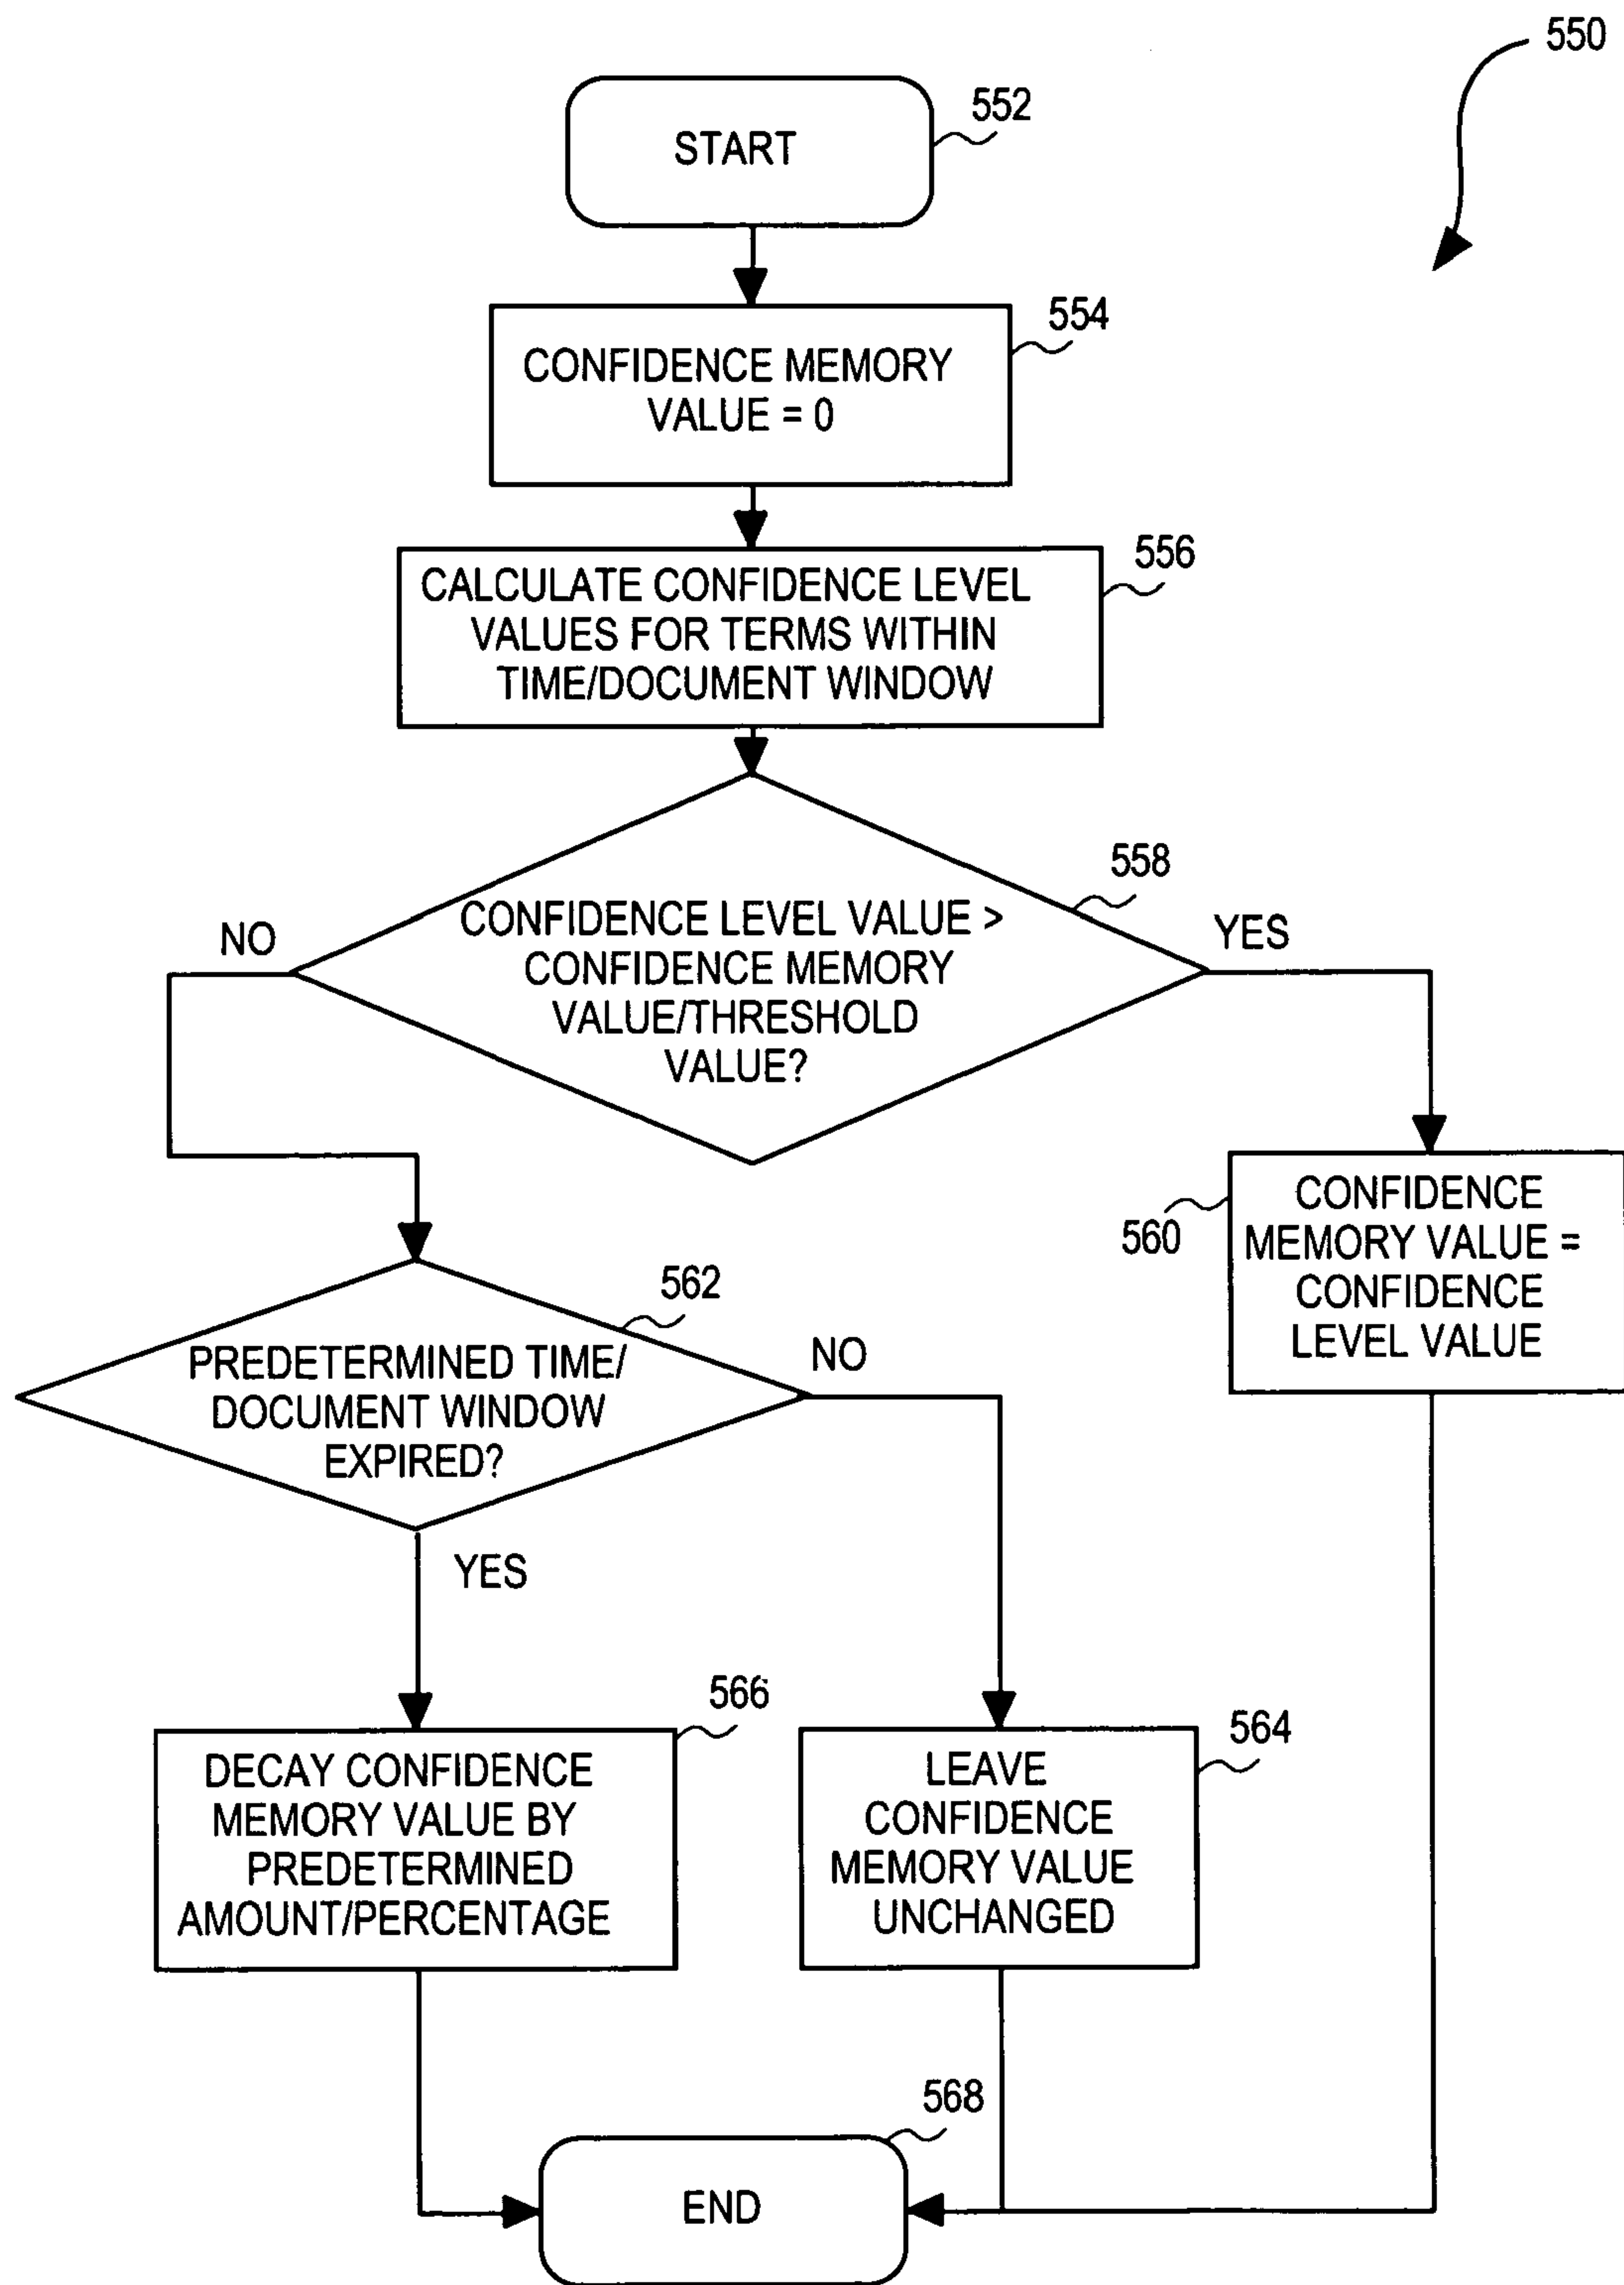 550
START
552
CONFIDENCE MEMORY
VALUE = 0
554
CALCULATE CONFIDENCE LEVEL
VALUES FOR TERMS WITHIN
TIME/DOCUMENT WINDOW
556
CONFIDENCE LEVEL VALUE >
CONFIDENCE MEMORY
VALUE/THRESHOLD
VALUE?
558
NO
YES
CONFIDENCE
MEMORY VALUE =
CONFIDENCE
LEVEL VALUE
560
PREDETERMINED TIME/
DOCUMENT WINDOW
EXPIRED?
562
NO
YES
DECAY CONFIDENCE
MEMORY VALUE BY
PREDETERMINED
AMOUNT/PERCENTAGE
566
LEAVE
CONFIDENCE
MEMORY VALUE
UNCHANGED
564
END
568